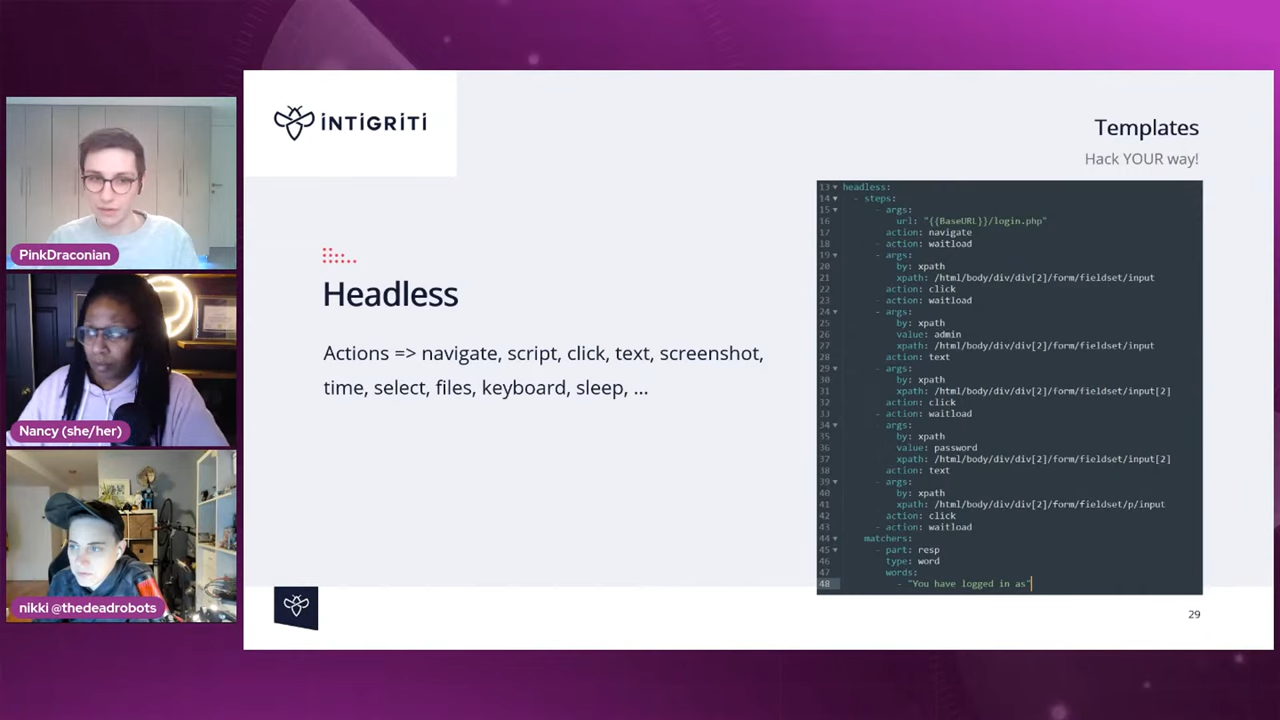 PinkDraconian
Nancy (she/her)
nikki @thedeadrobots
INTIGRITI
Templates
Hack YOUR way!
Headless
Actions => navigate, script, click, text, screenshot,
time, select, files, keyboard, sleep, ...
13 headless:
14 - steps:
15 - args:
16 url: "{{BaseURL}}/login.php"
17 action: navigate
18 - action: waitload
19 - args:
20 by: xpath
21 xpath: /html/body/div/div[2]/form/fieldset/input
22 action: click
23 - action: waitload
24 - args:
25 by: xpath
26 value: admin
27 xpath: /html/body/div/div[2]/form/fieldset/input
28 action: text
29 - args:
30 by: xpath
31 xpath: /html/body/div/div[2]/form/fieldset/input[2]
32 action: click
33 - action: waitload
34 - args:
35 by: xpath
36 value: password
37 xpath: /html/body/div/div[2]/form/fieldset/input[2]
38 action: text
39 - args:
40 by: xpath
41 xpath: /html/body/div/div[2]/form/fieldset/p/input
42 action: click
43 - action: waitload
44 matchers:
45 - part: resp
46 type: word
47 words:
48 - "You have logged in as"
29